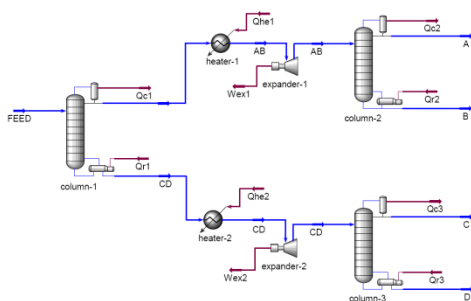 Qhe1
Qc2
AB
AB
A
heater-1
expander-1
Qc1
Wex1
Qr2
FEED
B
column-2
Qr1
column-1
CD
Qhe2
Qc3
CD
CD
C
heater-2
expander-2
Wex2
Qr3
column-3
D